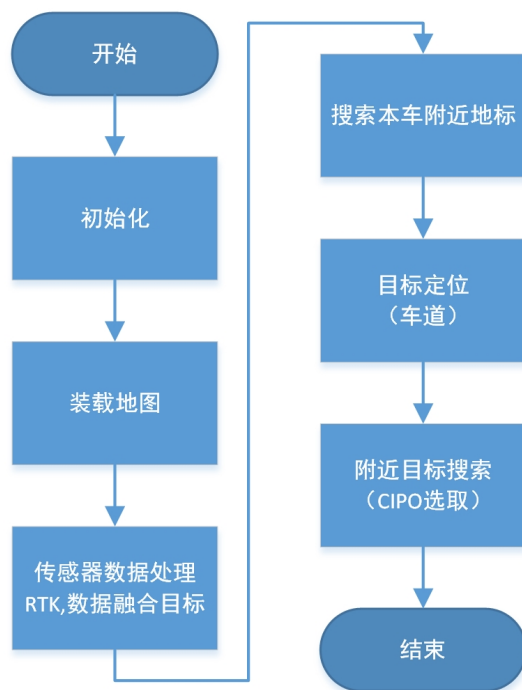 开始
初始化
装载地图
传感器数据处理
RTK,数据融合目标
搜索本车附近地标
目标定位
（车道）
附近目标搜索
（CIPO选取）
结束